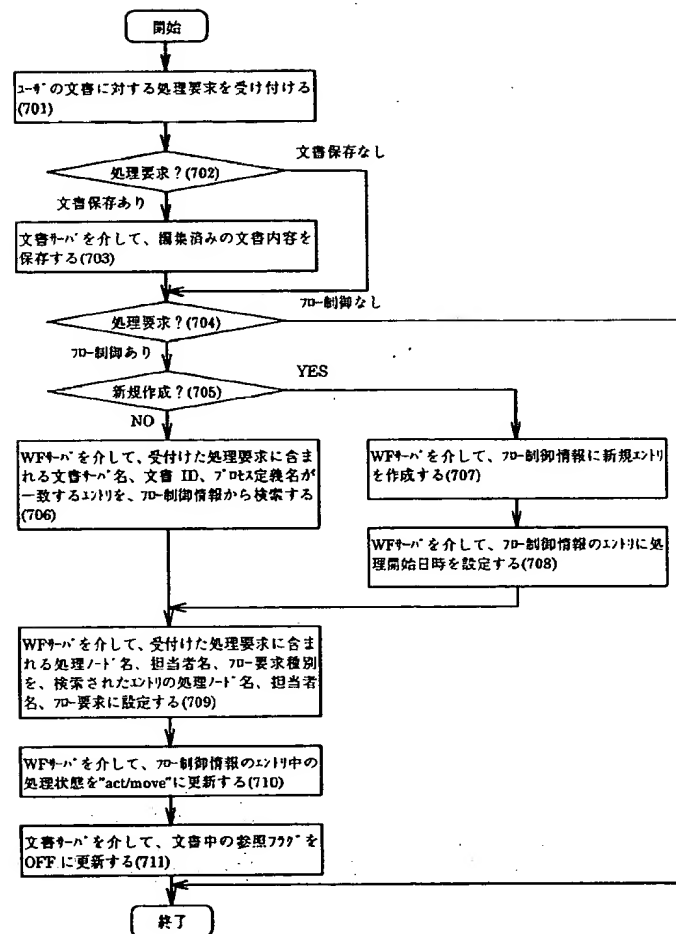 開始
ユーザの文書に対する処理要求を受け付ける
(701)
文書保存なし
処理要求？(702)
文書保存あり
文書サーバを介して、編集済みの文書内容を
保存する(703)
フロー制御なし
処理要求？(704)
フロー制御あり
YES
新規作成？(705)
NO
WFサーバを介して、受付けた処理要求に含ま
れる文書サーバ名、文書 ID、プロセス定義名が
一致するエントリを、フロー制御情報から検索する
(706)
WFサーバを介して、フロー制御情報に新規エントリ
を作成する(707)
WFサーバを介して、フロー制御情報のエントリに処
理開始日時を設定する(708)
WFサーバを介して、受付けた処理要求に含ま
れる処理ノード名、担当者名、フロー要求種別
を、検索されたエントリの処理ノード名、担当者
名、フロー要求に設定する(709)
WFサーバを介して、フロー制御情報のエントリ中の
処理状態を"act/move"に更新する(710)
文書サーバを介して、文書中の参照フラグを
OFFに更新する(711)
終了